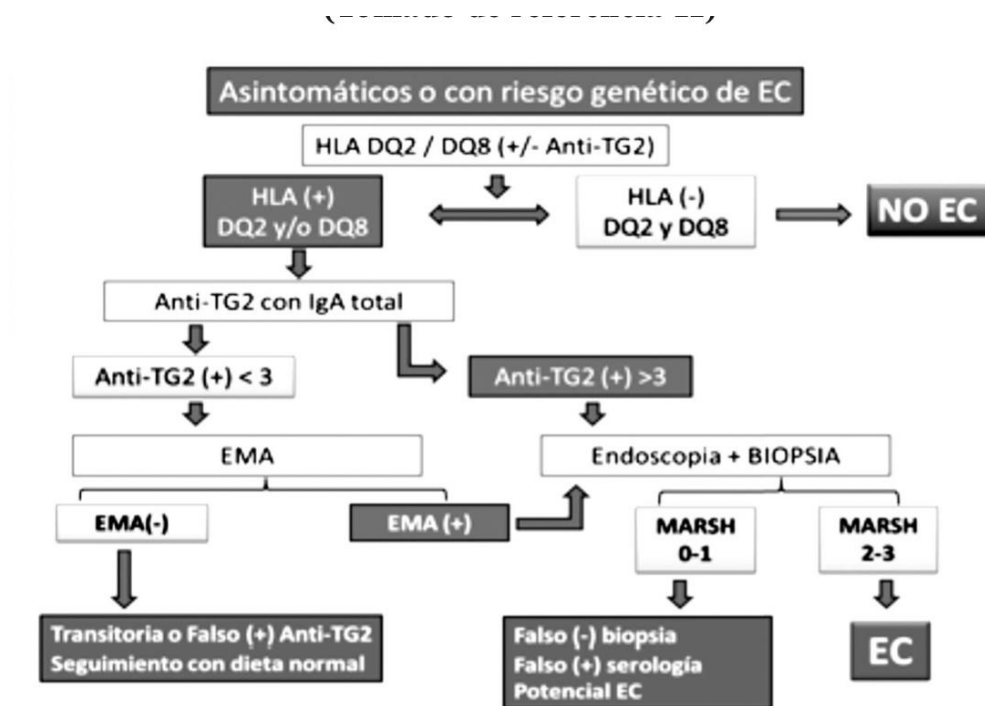 Asintomáticos o con riesgo genético de EC
HLA DQ2 / DQ8 (+/- Anti-TG2)
HLA (+)
DQ2 y/o DQ8
HLA (-)
DQ2 y DQ8
NO EC
Anti-TG2 con IgA total
Anti-TG2 (+) < 3
Anti-TG2 (+) >3
EMA
Endoscopia + BIOPSIA
EMA(-)
EMA (+)
MARSH
0-1
MARSH
2-3
Transitoria o Falso (+) Anti-TG2
Seguimiento con dieta normal
Falso (-) biopsia
Falso (+) serología
Potencial EC
EC